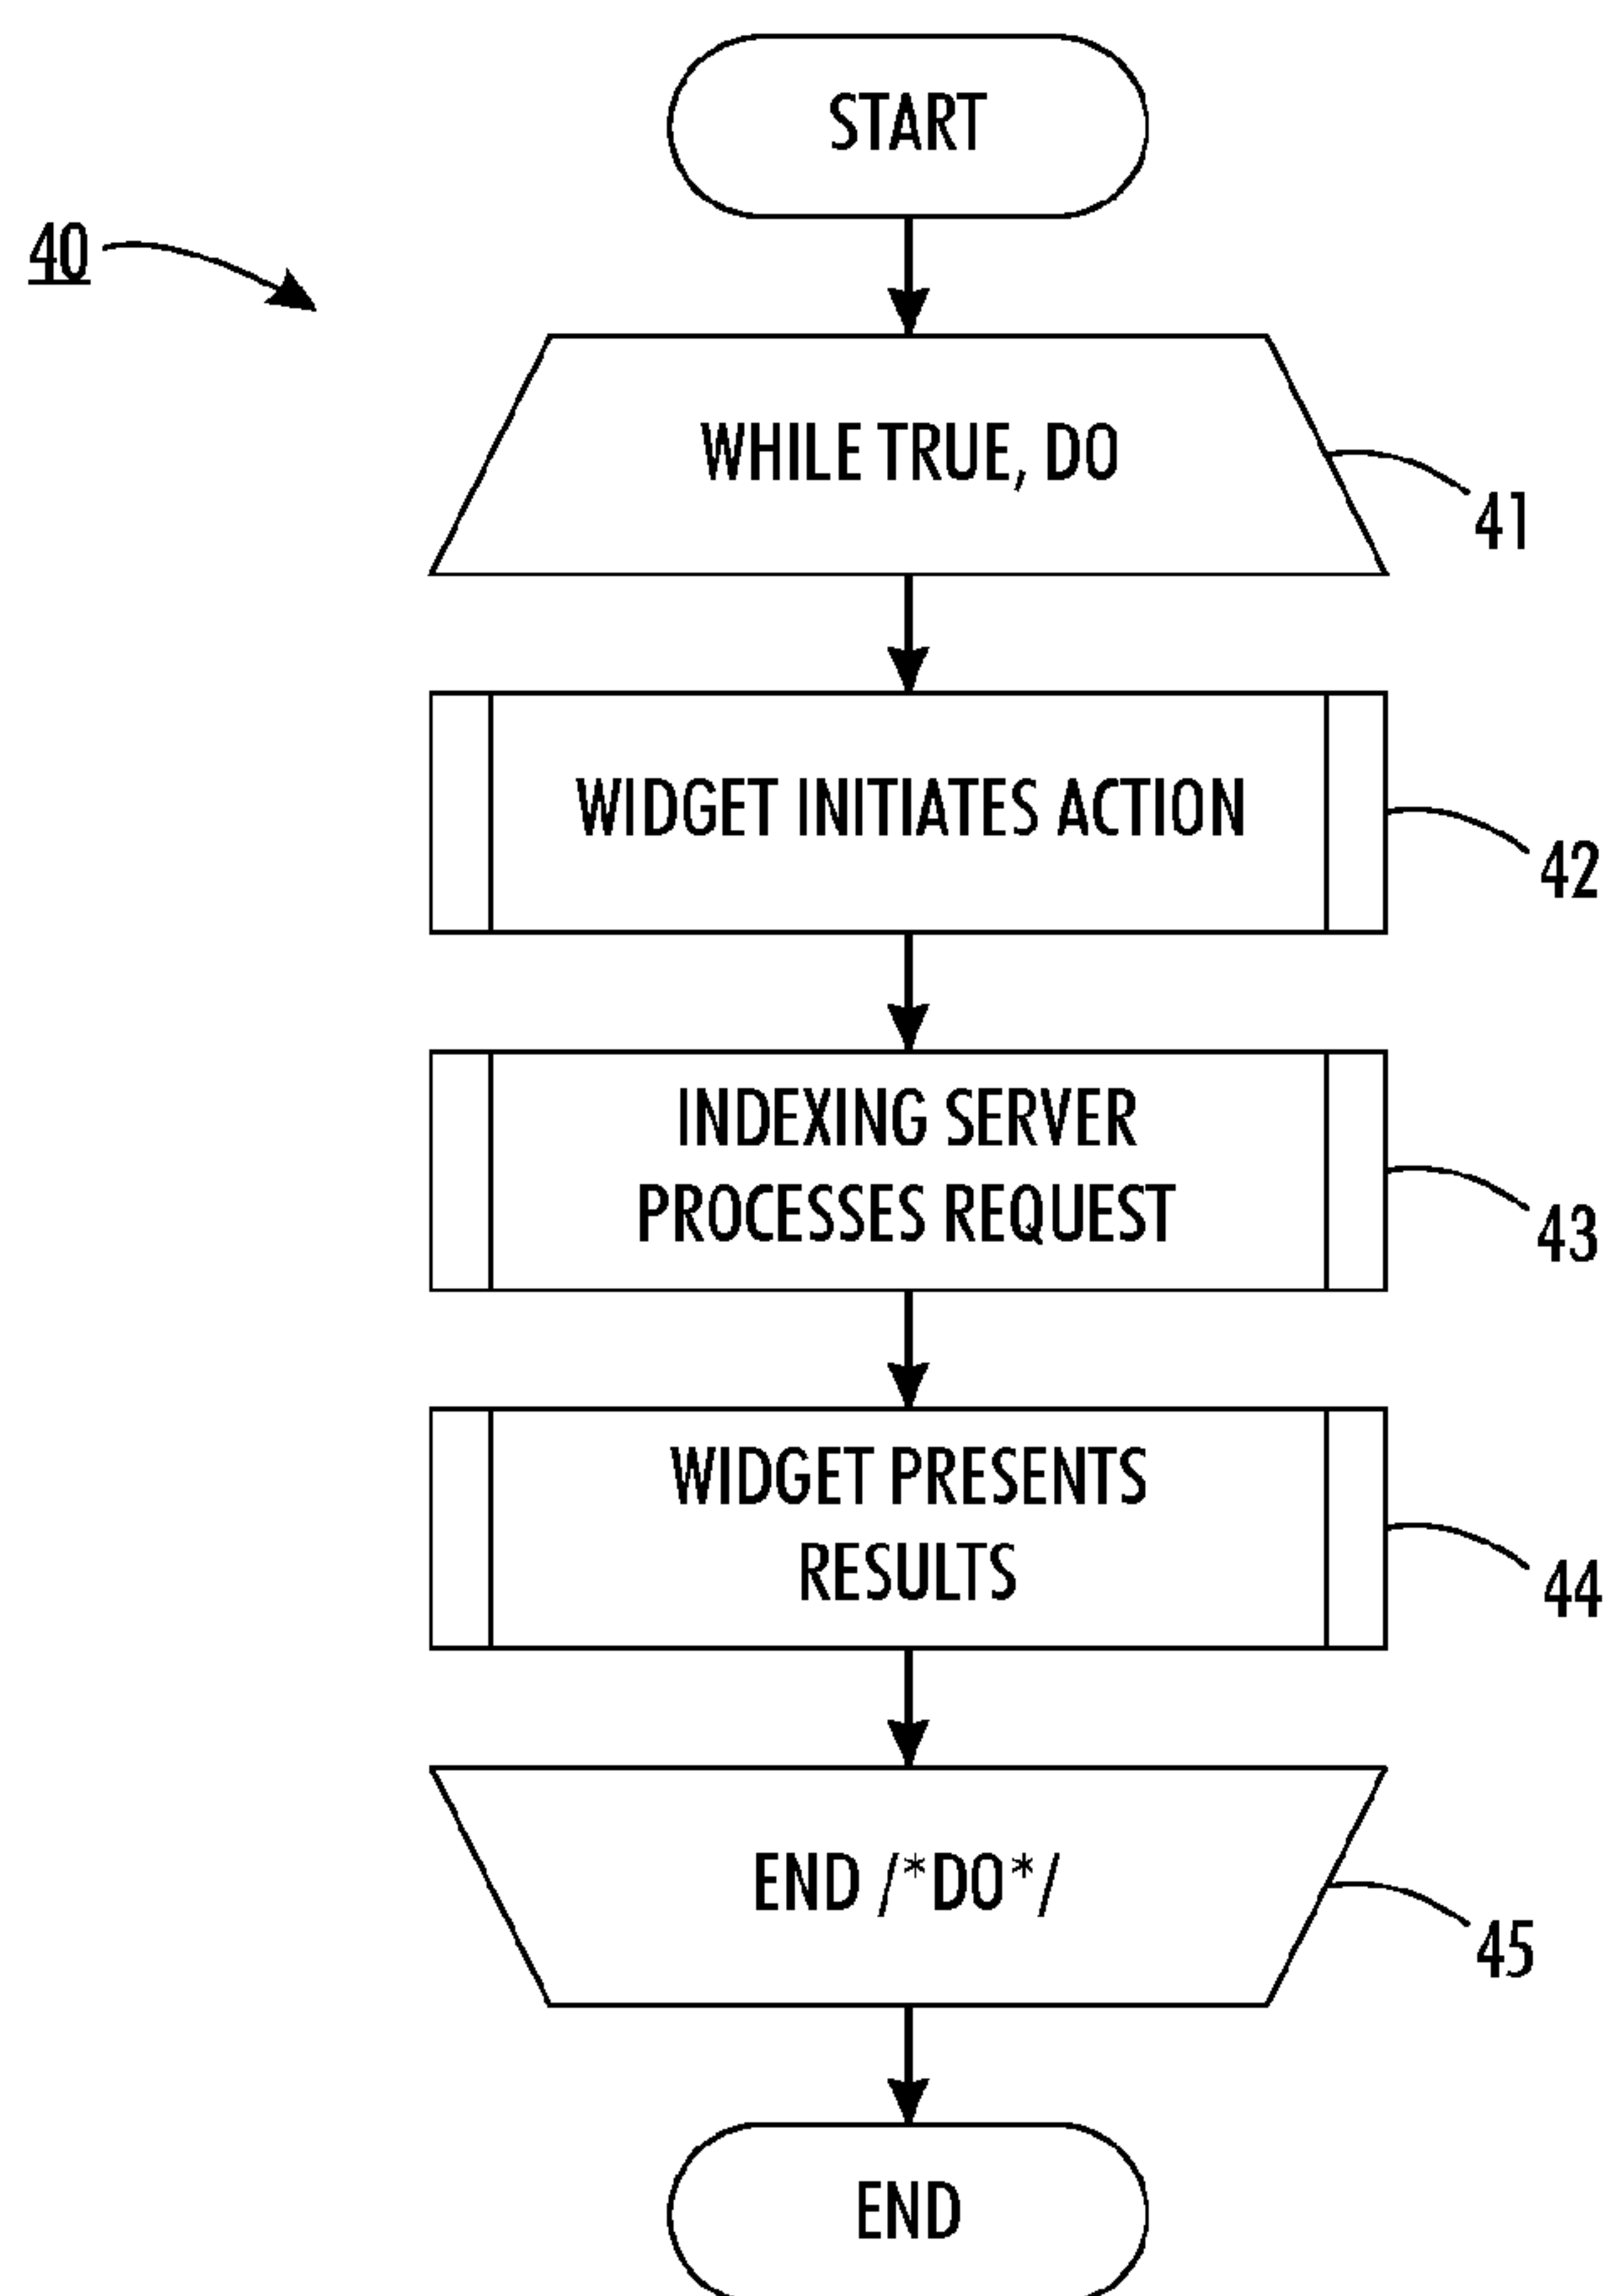 START
40
WHILE TRUE, DO
41
WIDGET INITIATES ACTION
42
INDEXING SERVER
PROCESSES REQUEST
43
WIDGET PRESENTS
RESULTS
44
END /*DO*/
45
END